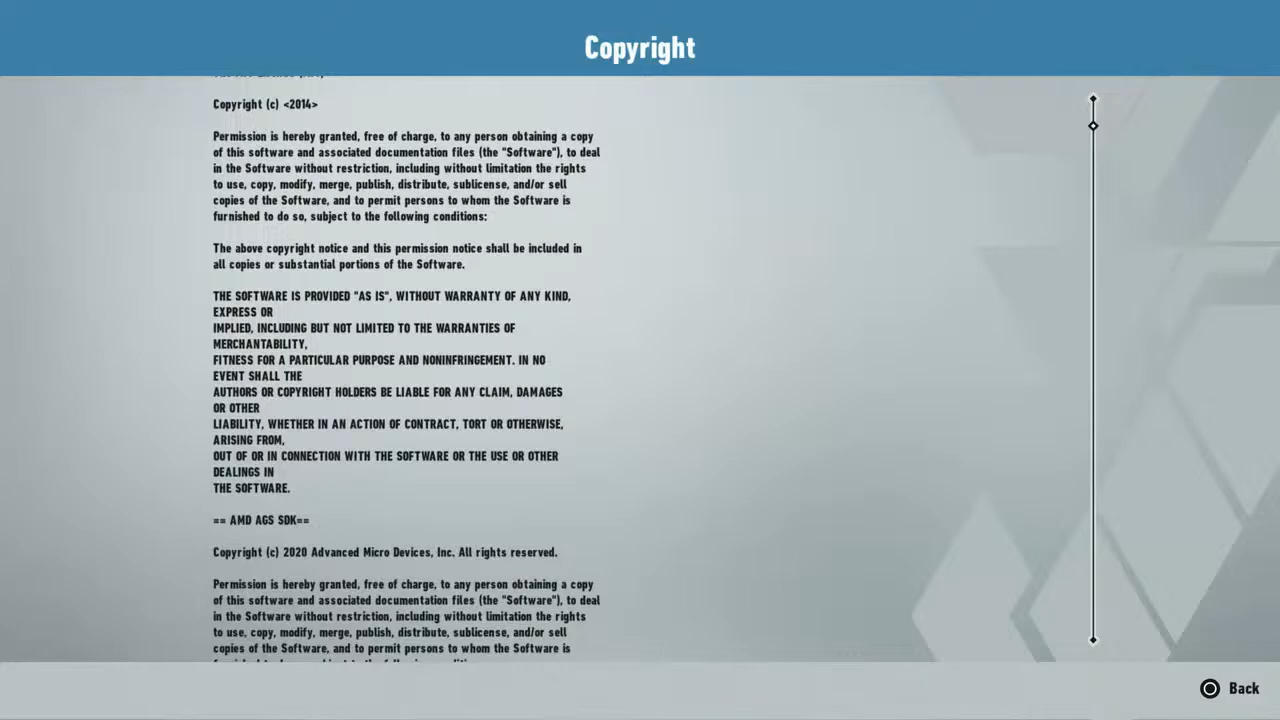 Copyright
Copyright (c) <2014>
Permission is hereby granted, free of charge, to any person obtaining a copy
of this software and associated documentation files (the "Software"), to deal
in the Software without restriction, including without limitation the rights
to use, copy, modify, merge, publish, distribute, sublicense, and/or sell
copies of the Software, and to permit persons to whom the Software is
furnished to do so, subject to the following conditions:
The above copyright notice and this permission notice shall be included in
all copies or substantial portions of the Software.
THE SOFTWARE IS PROVIDED "AS IS", WITHOUT WARRANTY OF ANY KIND,
EXPRESS OR
IMPLIED, INCLUDING BUT NOT LIMITED TO THE WARRANTIES OF
MERCHANTABILITY,
FITNESS FOR A PARTICULAR PURPOSE AND NONINFRINGEMENT. IN NO
EVENT SHALL THE
AUTHORS OR COPYRIGHT HOLDERS BE LIABLE FOR ANY CLAIM, DAMAGES
OR OTHER
LIABILITY, WHETHER IN AN ACTION OF CONTRACT, TORT OR OTHERWISE,
ARISING FROM,
OUT OF OR IN CONNECTION WITH THE SOFTWARE OR THE USE OR OTHER
DEALINGS IN
THE SOFTWARE.
== AMD AGS SDK==
Copyright (c) 2020 Advanced Micro Devices, Inc. All rights reserved.
Permission is hereby granted, free of charge, to any person obtaining a copy
of this software and associated documentation files (the "Software"), to deal
in the Software without restriction, including without limitation the rights
to use, copy, modify, merge, publish, distribute, sublicense, and/or sell
copies of the Software, and to permit persons to whom the Software is
Back